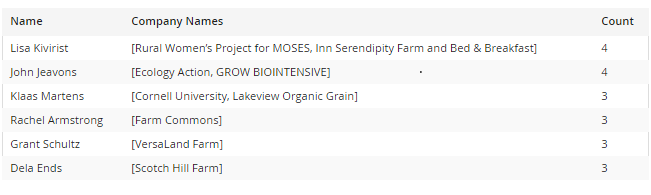 Name Company Names Count
Lisa Kivirist [Rural Women's Project for MOSES, Inn Serendipity Farm and Bed & Breakfast] 4
John Jeavons [Ecology Action, GROW BIOINTENSIVE] 4
Klaas Martens [Cornell University, Lakeview Organic Grain] 3
Rachel Armstrong [Farm Commons] 3
Grant Schultz [VersaLand Farm] 3
Dela Ends [Scotch Hill Farm] 3